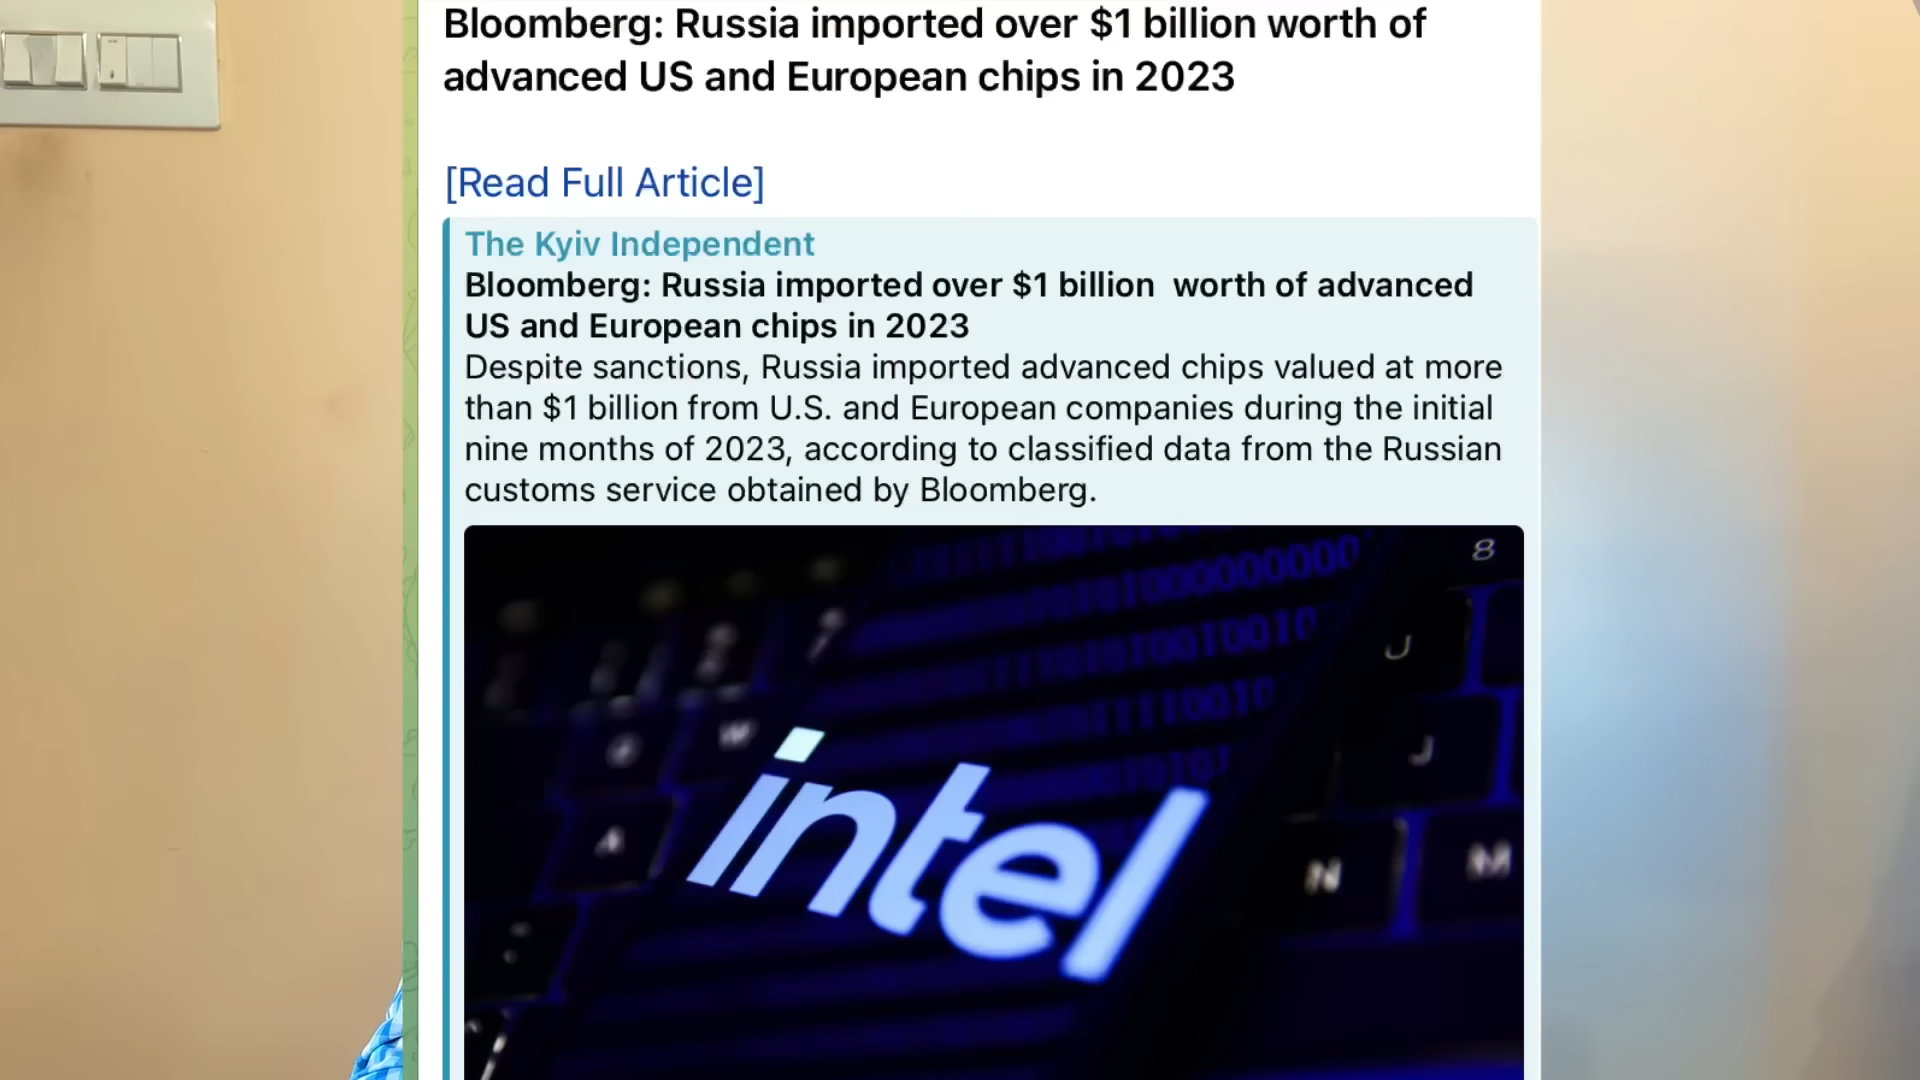 Bloomberg: Russia imported over $1 billion worth of
advanced US and European chips in 2023
[Read Full Article]
The Kyiv Independent
Bloomberg: Russia imported over $1 billion worth of advanced
US and European chips in 2023
Despite sanctions, Russia imported advanced chips valued at more
than $1 billion from U.S. and European companies during the initial
nine months of 2023, according to classified data from the Russian
customs service obtained by Bloomberg.
8
U
J
W
intel
A
N
M